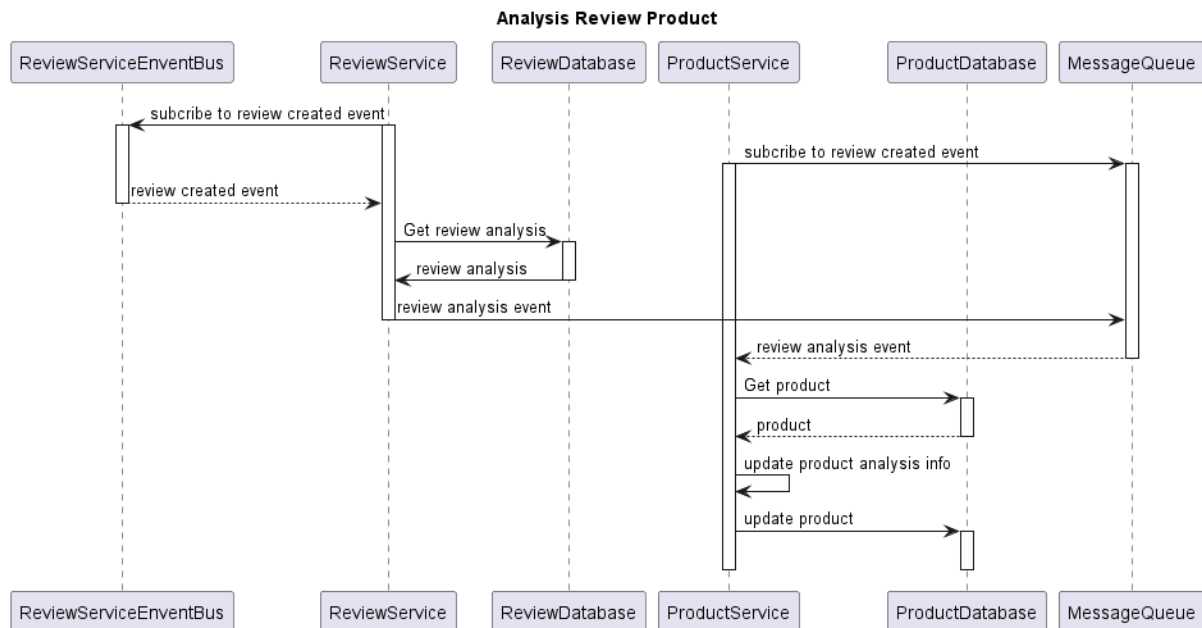 Analysis Review Product
ReviewServiceEnventBus
ReviewService
ReviewDatabase
ProductService
ProductDatabase
MessageQueue
subcribe to review created event
subcribe to review created event
review created event
Get review analysis
review analysis
review analysis event
review analysis event
Get product
product
update product analysis info
update product
ReviewServiceEnventBus
ReviewService
ReviewDatabase
ProductService
ProductDatabase
MessageQueue